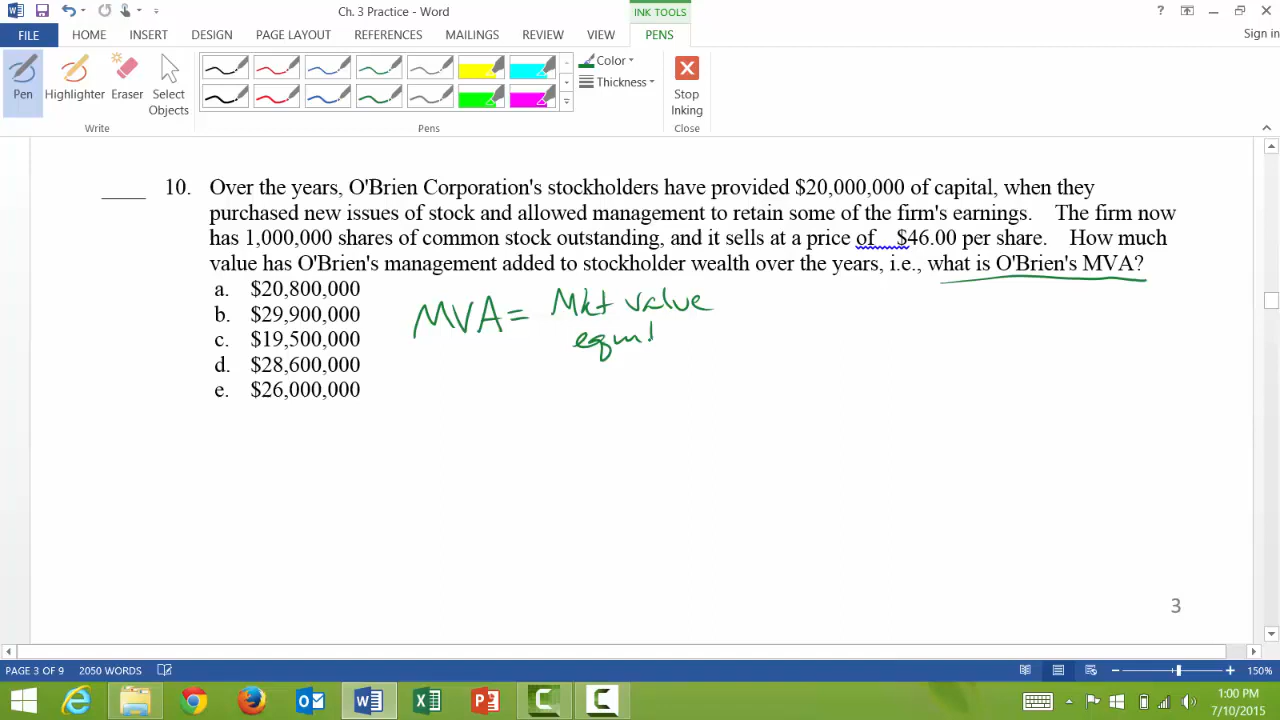 Ch. 3 Practice - Word
INK TOOLS
Sign in
FILE HOME INSERT DESIGN PAGE LAYOUT REFERENCES MAILINGS REVIEW VIEW PENS
Pen Highlighter Eraser Select Objects
Color
Thickness
Stop Inking
Write Pens Close
____ 10. Over the years, O'Brien Corporation's stockholders have provided $20,000,000 of capital, when they
purchased new issues of stock and allowed management to retain some of the firm's earnings. The firm now
has 1,000,000 shares of common stock outstanding, and it sells at a price of $46.00 per share. How much
value has O'Brien's management added to stockholder wealth over the years, i.e., what is O'Brien's MVA?
a. $20,800,000
b. $29,900,000
c. $19,500,000
d. $28,600,000
e. $26,000,000
MVA= Mkt value
3
PAGE 3 OF 9 2050 WORDS
150%
1:00 PM
7/10/2015